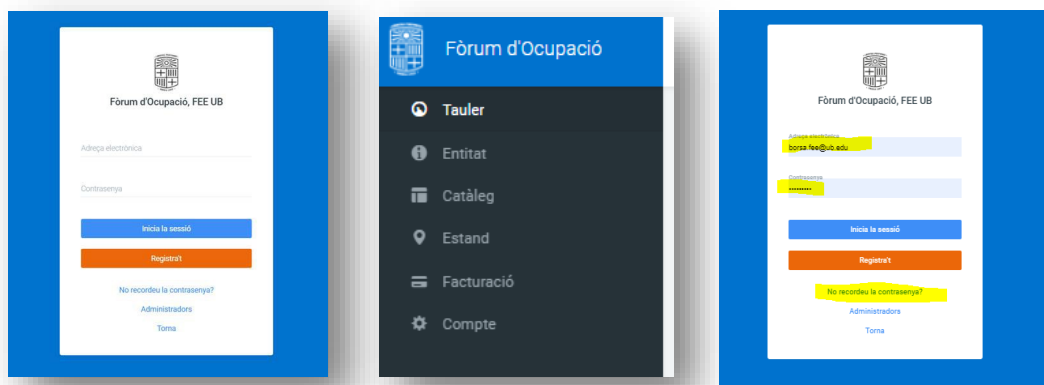 Fòrum d'Ocupació, FEE UB
Adreça electrònica
Contrasenya
Inicia la sessió
Registra't
No recordeu la contrasenya?
Administradors
Torna
Fòrum d'Ocupació
Tauler
Entitat
Catàleg
Estand
Facturació
Compte
Fòrum d'Ocupació, FEE UB
Adreça electrònica
borsa.fee@ub.edu
Contrasenya
•••••••••
Inicia la sessió
Registra't
No recordeu la contrasenya?
Administradors
Torna